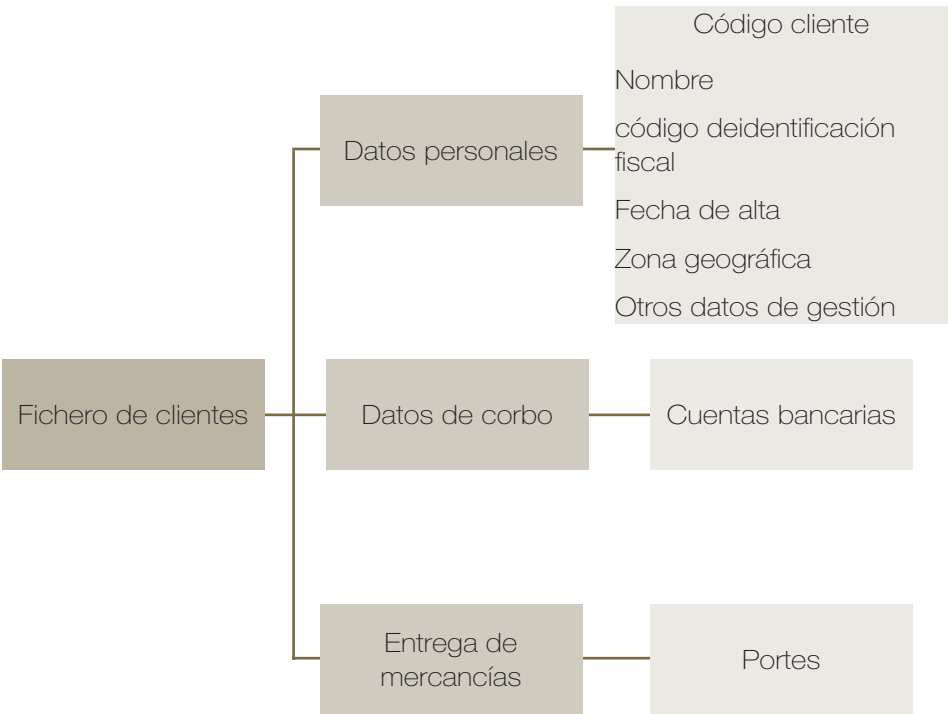 Código cliente
Nombre
código deidentificación
fiscal
Fecha de alta
Zona geográfica
Otros datos de gestión
Datos personales
Fichero de clientes
Datos de corbo
Cuentas bancarias
Entrega de
mercancías
Portes